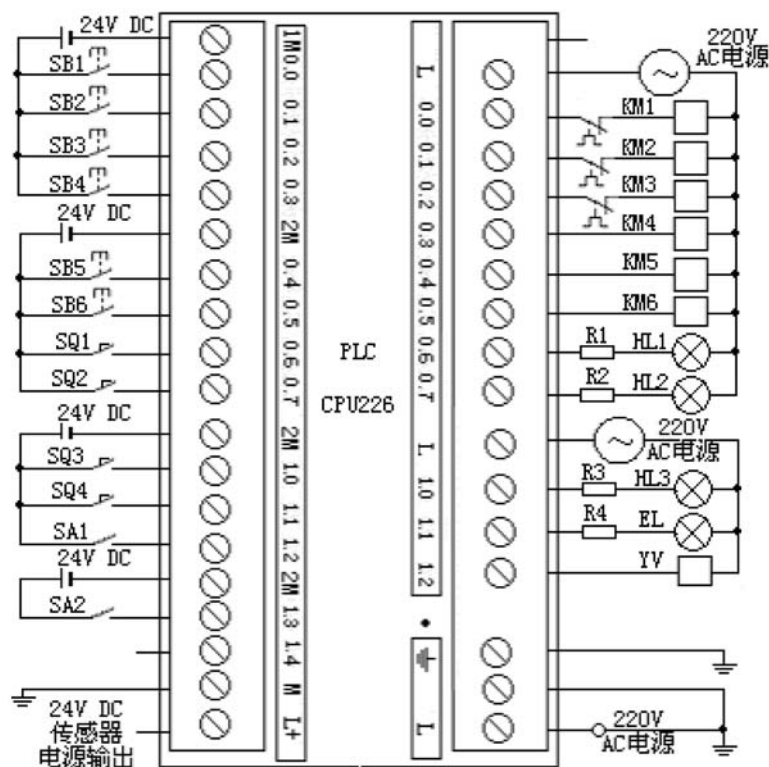 24V DC
SB1
SB2
SB3
SB4
24V DC
SB5
SB6
SQ1
SQ2
24V DC
SQ3
SQ4
SA1
24V DC
SA2
24V DC
传感器
电源输出
1M
0.0
0.1
0.2
0.3
2M
0.4
0.5
0.6
0.7
2M
1.0
1.1
1.2
2M
1.3
1.4
M
L+
PLC
CPU226
L
0.0
0.1
0.2
0.3
0.4
0.5
0.6
0.7
L
1.0
1.1
1.2
L
220V
AC电源
KM1
KM2
KM3
KM4
KM5
KM6
R1 HL1
R2 HL2
220V
AC电源
R3 HL3
R4 EL
YV
220V
AC电源